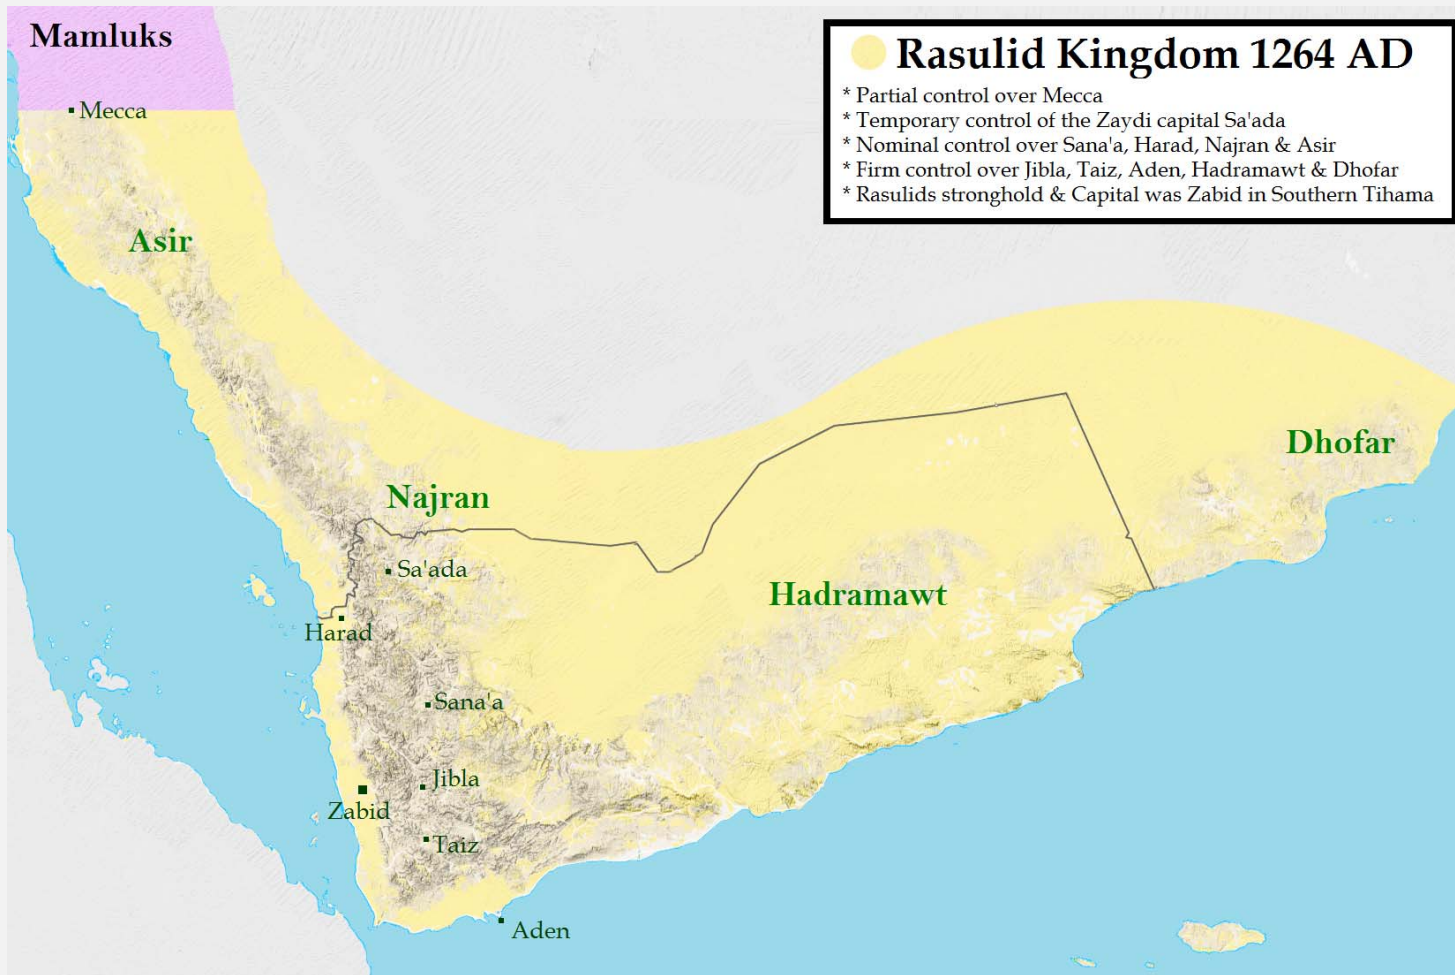 Mamluks
Rasulid Kingdom 1264 AD
* Partial control over Mecca
* Temporary control of the Zaydi capital Sa'ada
* Nominal control over Sana'a, Harad, Najran & Asir
* Firm control over Jibla, Taiz, Aden, Hadramawt & Dhofar
* Rasulids stronghold & Capital was Zabid in Southern Tihama
Mecca
Asir
Dhofar
Najran
Sa'ada
Hadramawt
Harad
Sana'a
Jibla
Zabid
Taiz
Aden